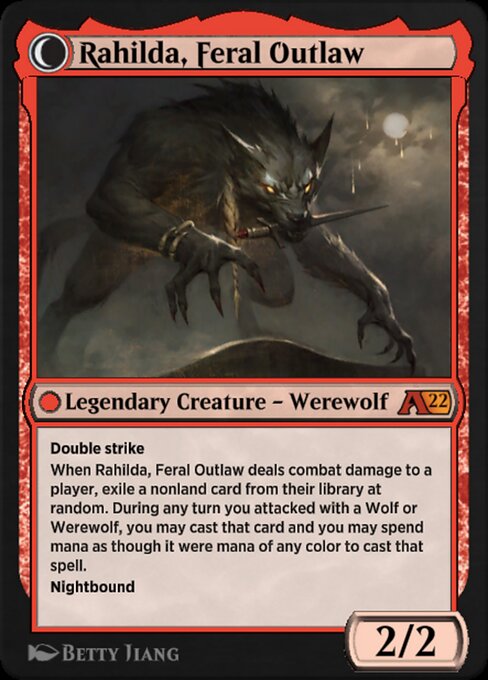 Rahilda, Feral Outlaw
Legendary Creature – Werewolf
A22
Double strike
When Rahilda, Feral Outlaw deals combat damage to a
player, exile a nonland card from their library at
random. During any turn you attacked with a Wolf or
Werewolf, you may cast that card and you may spend
mana as though it were mana of any color to cast that
spell.
Nightbound
2/2
Betty Jiang